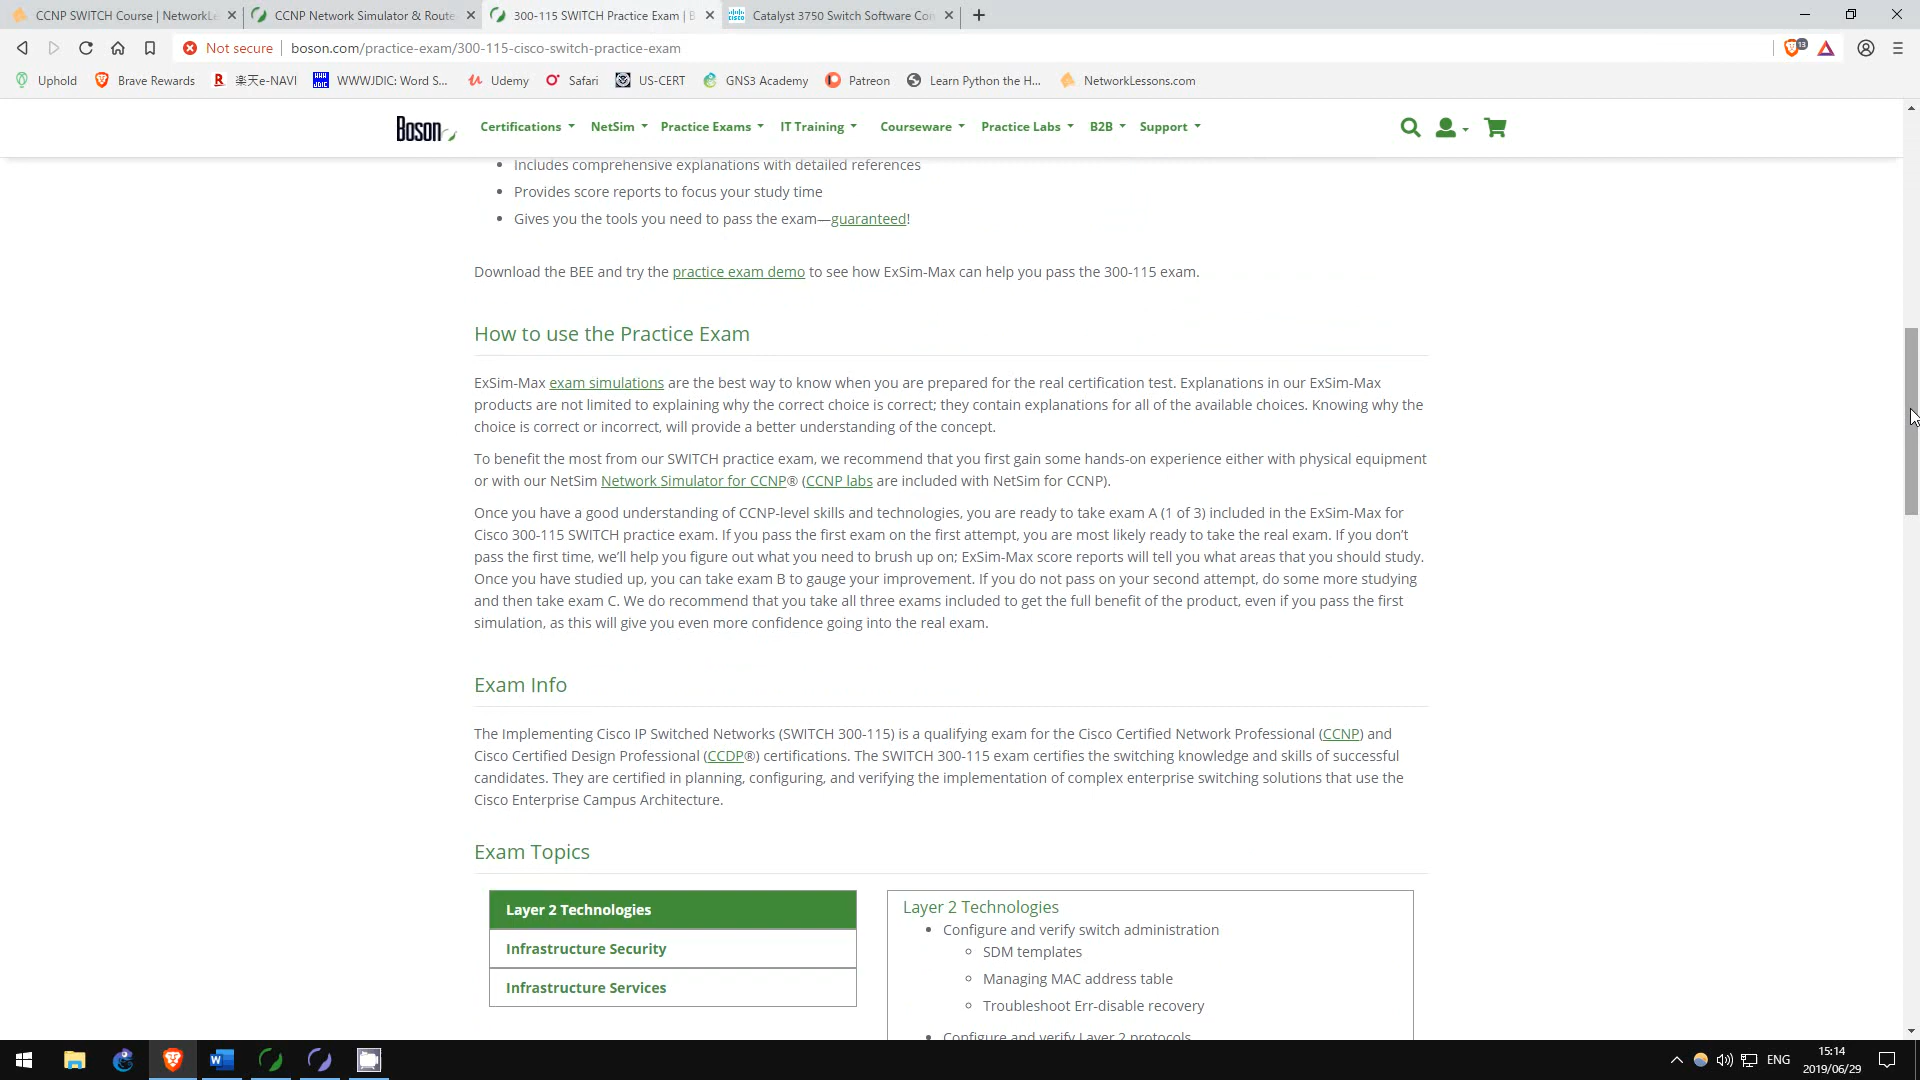 CCNP SWITCH Course | NetworkLe
CCNP Network Simulator & Route
300-115 SWITCH Practice Exam | B
Catalyst 3750 Switch Software Con
Not secure
boson.com/practice-exam/300-115-cisco-switch-practice-exam
13
Uphold
Brave Rewards
楽天e-NAVI
WWWJDIC: Word S...
Udemy
Safari
US-CERT
GNS3 Academy
Patreon
Learn Python the H...
NetworkLessons.com
Boson
Certifications
NetSim
Practice Exams
IT Training
Courseware
Practice Labs
B2B
Support
Includes comprehensive explanations with detailed references
Provides score reports to focus your study time
Gives you the tools you need to pass the exam—guaranteed!
Download the BEE and try the practice exam demo to see how ExSim-Max can help you pass the 300-115 exam.
How to use the Practice Exam
ExSim-Max exam simulations are the best way to know when you are prepared for the real certification test. Explanations in our ExSim-Max
products are not limited to explaining why the correct choice is correct; they contain explanations for all of the available choices. Knowing why the
choice is correct or incorrect, will provide a better understanding of the concept.
To benefit the most from our SWITCH practice exam, we recommend that you first gain some hands-on experience either with physical equipment
or with our NetSim Network Simulator for CCNP® (CCNP labs are included with NetSim for CCNP).
Once you have a good understanding of CCNP-level skills and technologies, you are ready to take exam A (1 of 3) included in the ExSim-Max for
Cisco 300-115 SWITCH practice exam. If you pass the first exam on the first attempt, you are most likely ready to take the real exam. If you don’t
pass the first time, we’ll help you figure out what you need to brush up on; ExSim-Max score reports will tell you what areas that you should study.
Once you have studied up, you can take exam B to gauge your improvement. If you do not pass on your second attempt, do some more studying
and then take exam C. We do recommend that you take all three exams included to get the full benefit of the product, even if you pass the first
simulation, as this will give you even more confidence going into the real exam.
Exam Info
The Implementing Cisco IP Switched Networks (SWITCH 300-115) is a qualifying exam for the Cisco Certified Network Professional (CCNP) and
Cisco Certified Design Professional (CCDP®) certifications. The SWITCH 300-115 exam certifies the switching knowledge and skills of successful
candidates. They are certified in planning, configuring, and verifying the implementation of complex enterprise switching solutions that use the
Cisco Enterprise Campus Architecture.
Exam Topics
Layer 2 Technologies
Infrastructure Security
Infrastructure Services
Layer 2 Technologies
Configure and verify switch administration
SDM templates
Managing MAC address table
Troubleshoot Err-disable recovery
Configure and verify Layer 2 protocols
ENG
15:14
2019/06/29